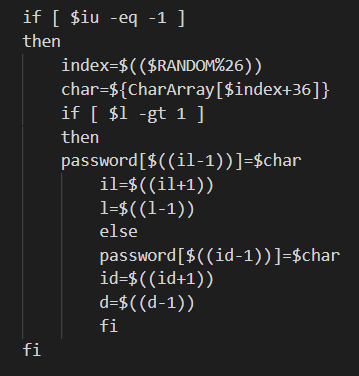 if [ $iu -eq -1 ]
then
index=$(($RANDOM%26))
char=${CharArray[$index+36]}
if [ $l -gt 1 ]
then
password[$((il-1))]=$char
il=$((il+1))
l=$((l-1))
else
password[$((id-1))]=$char
id=$((id+1))
d=$((d-1))
fi
fi